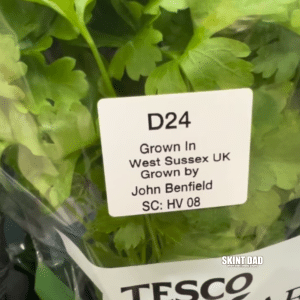 D24
Grown In
West Sussex UK
Grown by
John Benfield
SC: HV 08
SKINT DAD
TESCO